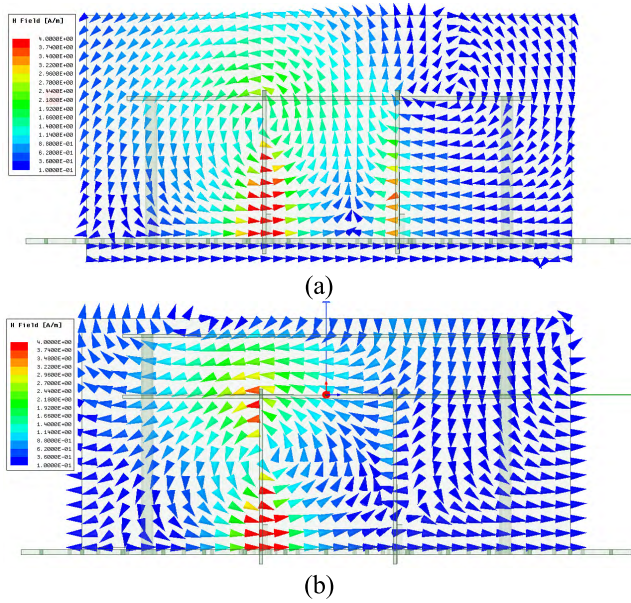 H Field [A/m]
4.0000E+00
3.7400E+00
3.4800E+00
3.2200E+00
2.9600E+00
2.7000E+00
2.4400E+00
2.1800E+00
1.9200E+00
1.6600E+00
1.4000E+00
1.1400E+00
8.8000E-01
6.2000E-01
3.6000E-01
1.0000E-01
(a)
H Field [A/m]
4.0000E+00
3.7400E+00
3.4800E+00
3.2200E+00
2.9600E+00
2.7000E+00
2.4400E+00
2.1800E+00
1.9200E+00
1.6600E+00
1.4000E+00
1.1400E+00
8.8000E-01
6.2000E-01
3.6000E-01
1.0000E-01
(b)